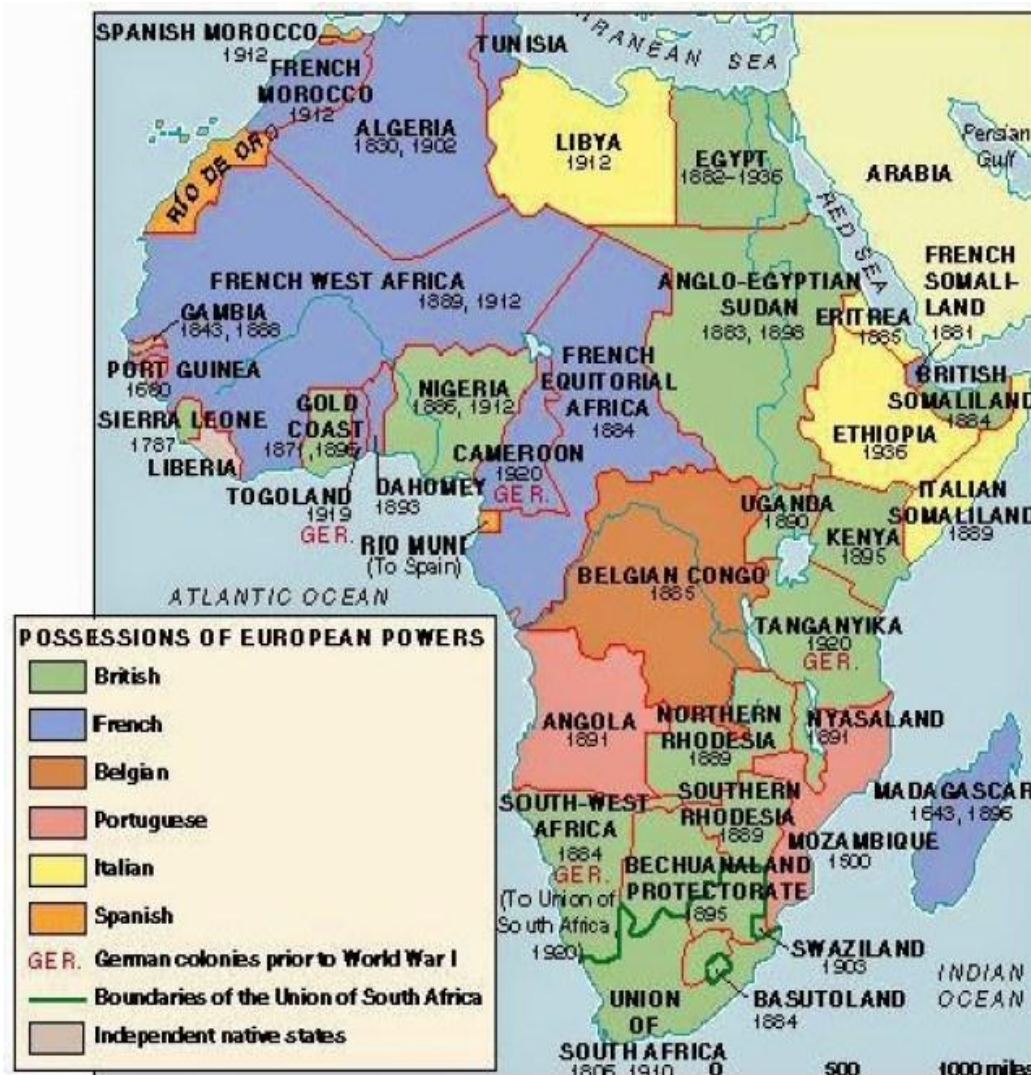 SPANISH MOROCCO
1912
FRENCH
MOROCCO
1912
TUNISIA
SEA
ALGERIA
1830, 1902
LIBYA
1912
EGYPT
1882-1936
Persian
Gulf
ARABIA
RED SEA
RIO DE OR
FRENCH WEST AFRICA
1889, 1912
GAMBIA
1843, 1888
PORT GUINEA
1680
SIERRA LEONE
1787
LIBERIA
GOLD
COAST
1871, 1896
TOGOLAND
1919
GER.
DAHOMEY
1893
NIGERIA
1886, 1912
CAMEROON
1920
GER.
RIO MUNI
(To Spain)
FRENCH
EQUITORIAL
AFRICA
1884
ANGLO-EGYPTIAN
SUDAN
1883, 1898
ERITREA
1885
FRENCH
SOMALI-
LAND
1881
BRITISH
SOMALILAND
1884
ETHIOPIA
1936
ITALIAN
SOMALILAND
1889
UGANDA
1890
KENYA
1895
BELGIAN CONGO
1885
TANGANYIKA
1920
GER.
ATLANTIC OCEAN
ANGOLA
1891
NORTHERN
RHODESIA
1889
NYASALAND
1891
SOUTHERN
RHODESIA
1889
MOZAMBIQUE
1500
MADAGASCAR
1643, 1896
SOUTH-WEST
AFRICA
1884
GER.
(To Union of
South Africa
1920)
BECHUANALAND
PROTECTORATE
1895
SWAZILAND
1903
BASUTOLAND
1884
UNION
OF
SOUTH AFRICA
1806, 1910
INDIAN
OCEAN
0 500 1000 miles
POSSESSIONS OF EUROPEAN POWERS
British
French
Belgian
Portuguese
Italian
Spanish
GER. German colonies prior to World War I
Boundaries of the Union of South Africa
Independent native states